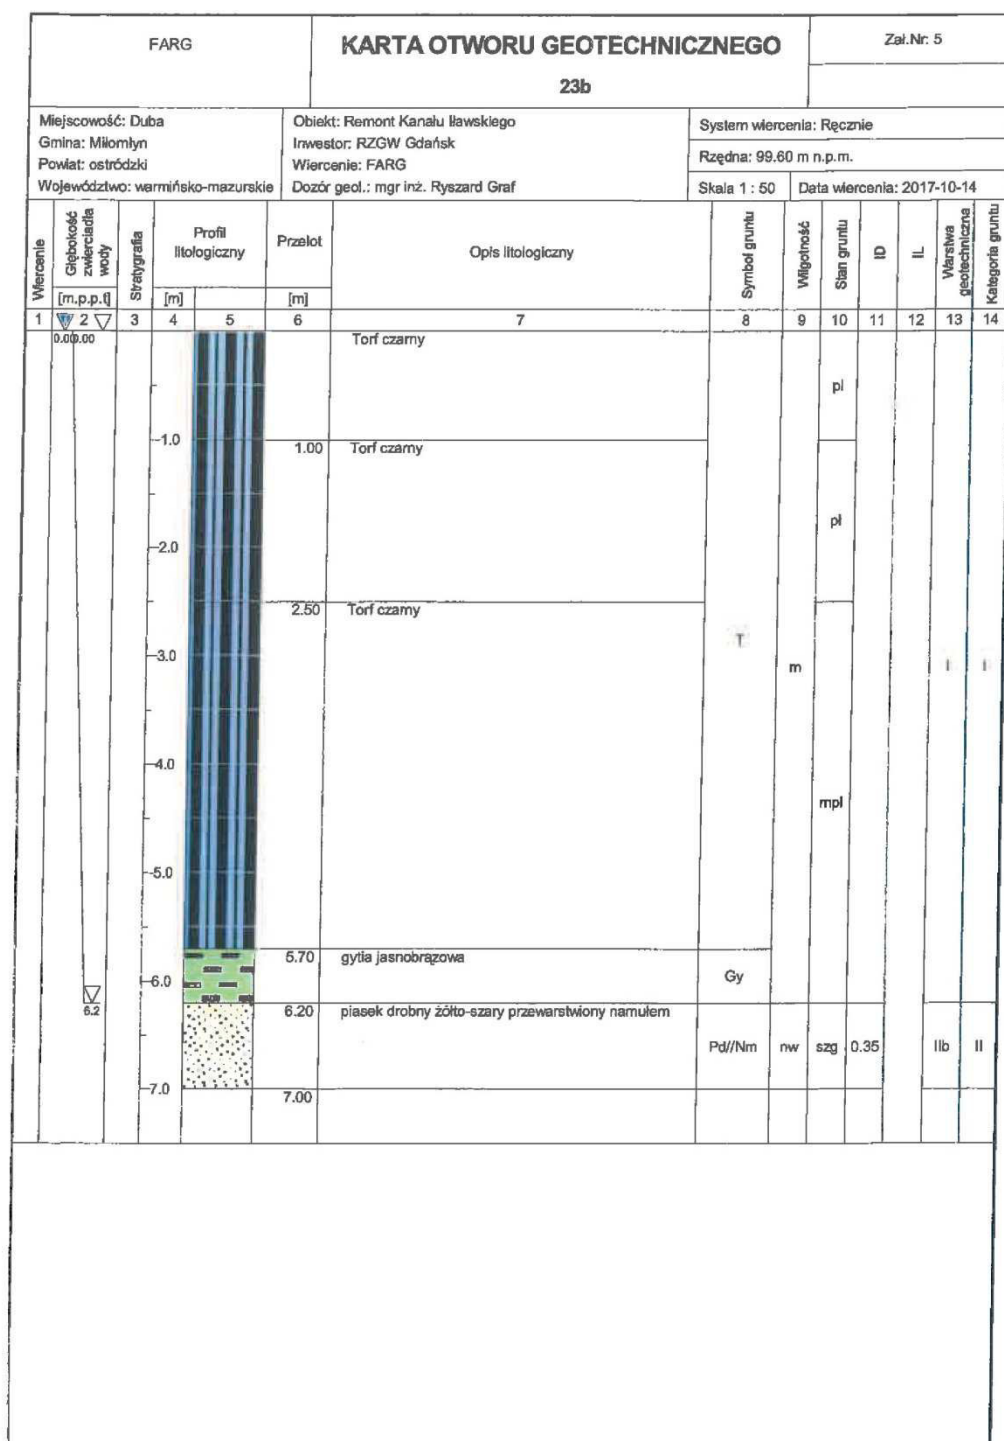 FARG
KARTA OTWORU GEOTECHNICZNEGO
23b
Zał.Nr: 5
Miejscowość: Duba
Gmina: Miłomłyn
Powiat: ostródzki
Województwo: warmińsko-mazurskie
Obiekt: Remont Kanału Iławskiego
Inwestor: RZGW Gdańsk
Wiercenie: FARG
Dozór geol.: mgr inż. Ryszard Graf
System wiercenia: Ręcznie
Rzędna: 99.60 m n.p.m.
Skala 1 : 50
Data wiercenia: 2017-10-14
Wiercenie
Głębokość zwierciadła wody
[m.p.p.t]
Stratygrafia
Profil litologiczny
[m]
Przelot
[m]
Opis litologiczny
Symbol gruntu
Wilgotność
Stan gruntu
ID
IL
Warstwa geotechniczna
Kategoria gruntu
1 2 3 4 5 6 7 8 9 10 11 12 13 14
0.00 0.00
Torf czarny
pl
-1.0
1.00 Torf czarny
pl
-2.0
2.50 Torf czarny
T
-3.0
m
I I
-4.0
mpl
-5.0
5.70 gytia jasnobrązowa
Gy
-6.0
6.2
6.20 piasek drobny żółto-szary przewarstwiony namułem
Pd//Nm nw szg 0.35 IIb II
-7.0
7.00